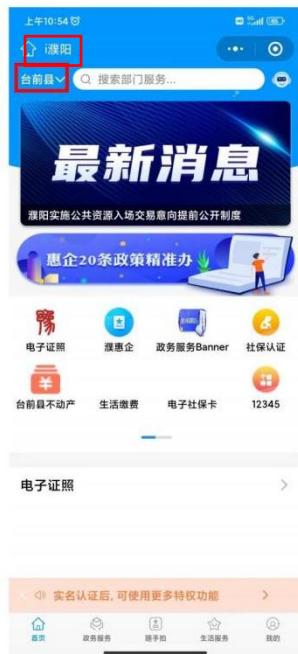 上午10:54
i濮阳
台前县
搜索部门服务...
最新消息
濮阳实施公共资源入场交易意向提前公开制度
惠企20条政策精准办
电子证照
濮惠企
政务服务Banner
社保认证
台前县不动产
生活缴费
电子社保卡
12345
电子证照
实名认证后, 可使用更多特权功能
首页
政务服务
随手拍
生活服务
我的